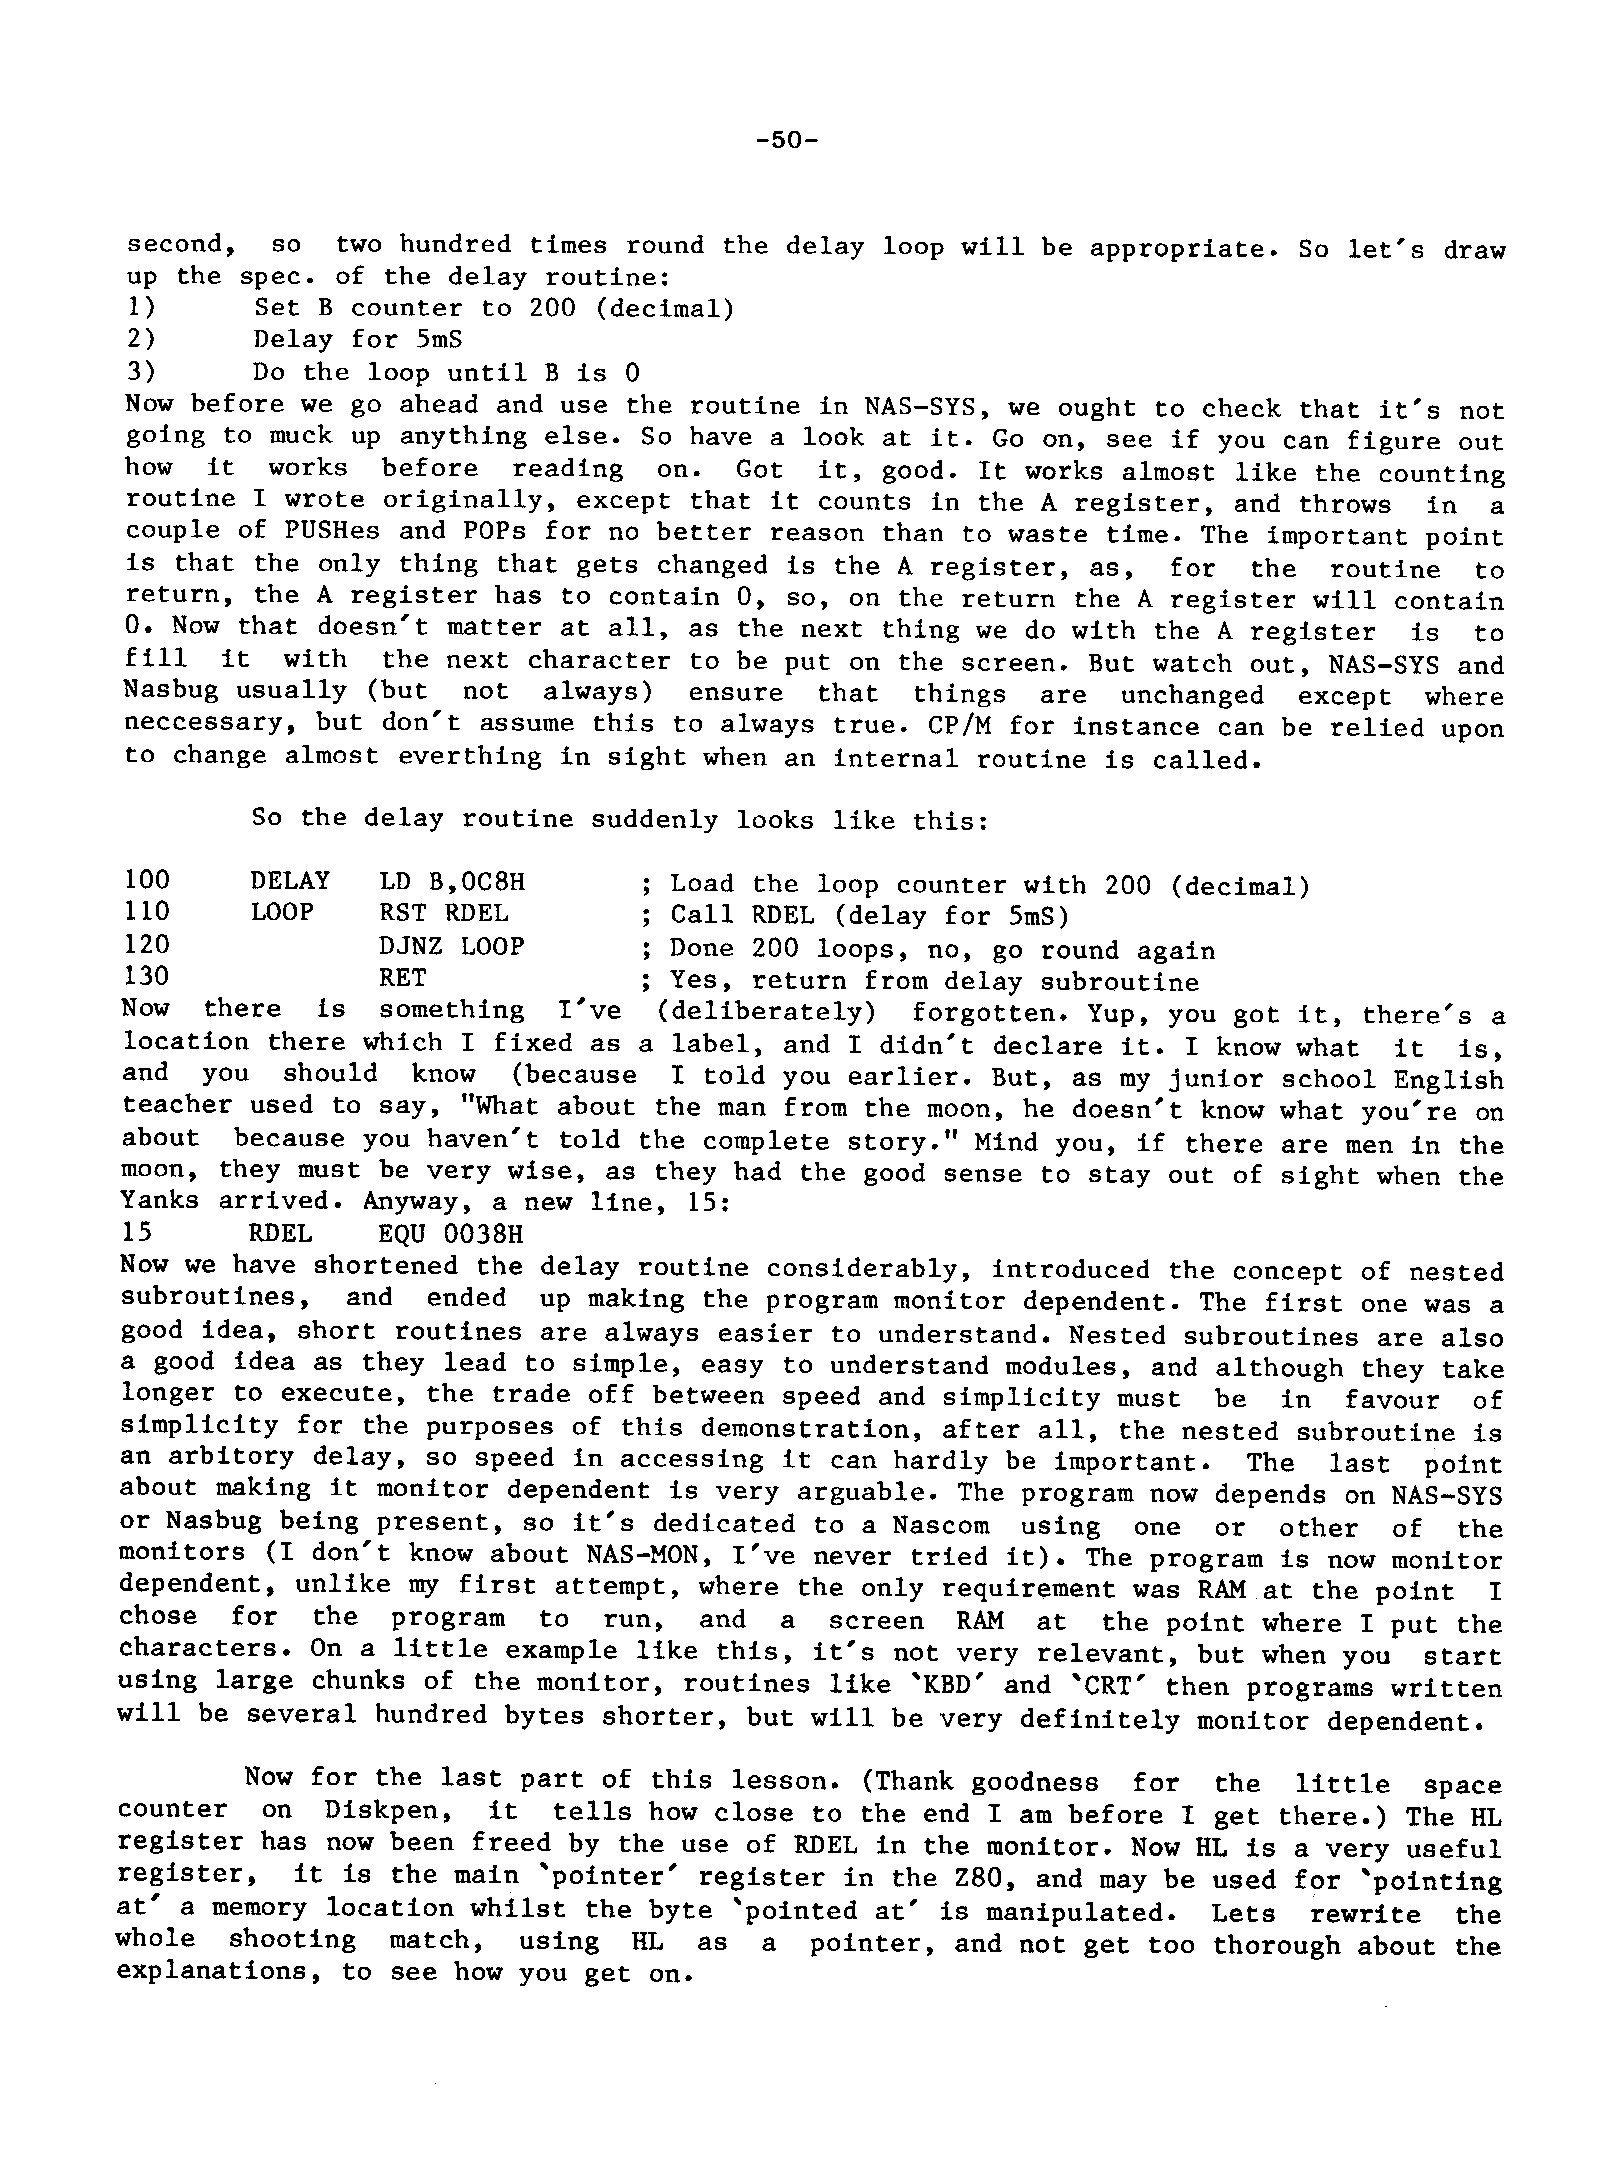 -50-
second, so two hundred times round the delay loop will be appropriate. So let's draw
up the spec. of the delay routine:
1) Set B counter to 200 (decimal)
2) Delay for 5mS
3) Do the loop until B is 0
Now before we go ahead and use the routine in NAS-SYS, we ought to check that it's not
going to muck up anything else. So have a look at it. Go on, see if you can figure out
how it works before reading on. Got it, good. It works almost like the counting
routine I wrote originally, except that it counts in the A register, and throws in a
couple of PUSHes and POPs for no better reason than to waste time. The important point
is that the only thing that gets changed is the A register, as, for the routine to
return, the A register has to contain 0, so, on the return the A register will contain
0. Now that doesn't matter at all, as the next thing we do with the A register is to
fill it with the next character to be put on the screen. But watch out, NAS-SYS and
Nasbug usually (but not always) ensure that things are unchanged except where
neccessary, but don't assume this to always true. CP/M for instance can be relied upon
to change almost everthing in sight when an internal routine is called.
So the delay routine suddenly looks like this:
100 DELAY LD B,0C8H ; Load the loop counter with 200 (decimal)
110 LOOP RST RDEL ; Call RDEL (delay for 5mS)
120 DJNZ LOOP ; Done 200 loops, no, go round again
130 RET ; Yes, return from delay subroutine
Now there is something I've (deliberately) forgotten. Yup, you got it, there's a
location there which I fixed as a label, and I didn't declare it. I know what it is,
and you should know (because I told you earlier. But, as my junior school English
teacher used to say, "What about the man from the moon, he doesn't know what you're on
about because you haven't told the complete story." Mind you, if there are men in the
moon, they must be very wise, as they had the good sense to stay out of sight when the
Yanks arrived. Anyway, a new line, 15:
15 RDEL EQU 0038H
Now we have shortened the delay routine considerably, introduced the concept of nested
subroutines, and ended up making the program monitor dependent. The first one was a
good idea, short routines are always easier to understand. Nested subroutines are also
a good idea as they lead to simple, easy to understand modules, and although they take
longer to execute, the trade off between speed and simplicity must be in favour of
simplicity for the purposes of this demonstration, after all, the nested subroutine is
an arbitory delay, so speed in accessing it can hardly be important. The last point
about making it monitor dependent is very arguable. The program now depends on NAS-SYS
or Nasbug being present, so it's dedicated to a Nascom using one or other of the
monitors (I don't know about NAS-MON, I've never tried it). The program is now monitor
dependent, unlike my first attempt, where the only requirement was RAM at the point I
chose for the program to run, and a screen RAM at the point where I put the
characters. On a little example like this, it's not very relevant, but when you start
using large chunks of the monitor, routines like `KBD' and `CRT' then programs written
will be several hundred bytes shorter, but will be very definitely monitor dependent.
Now for the last part of this lesson. (Thank goodness for the little space
counter on Diskpen, it tells how close to the end I am before I get there.) The HL
register has now been freed by the use of RDEL in the monitor. Now HL is a very useful
register, it is the main `pointer' register in the Z80, and may be used for `pointing
at' a memory location whilst the byte `pointed at' is manipulated. Lets rewrite the
whole shooting match, using HL as a pointer, and not get too thorough about the
explanations, to see how you get on.